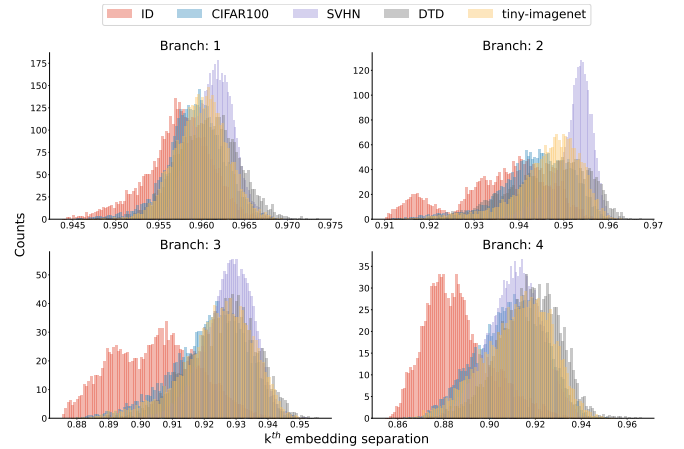 ID CIFAR100 SVHN DTD tiny-imagenet
Branch: 1
175
150
125
100
75
50
25
0
0.945 0.950 0.955 0.960 0.965 0.970 0.975
Branch: 2
120
100
80
60
40
20
0
0.91 0.92 0.93 0.94 0.95 0.96 0.97
Counts
Branch: 3
50
40
30
20
10
0
0.88 0.89 0.90 0.91 0.92 0.93 0.94 0.95
Branch: 4
35
30
25
20
15
10
5
0
0.86 0.88 0.90 0.92 0.94 0.96
kth embedding separation